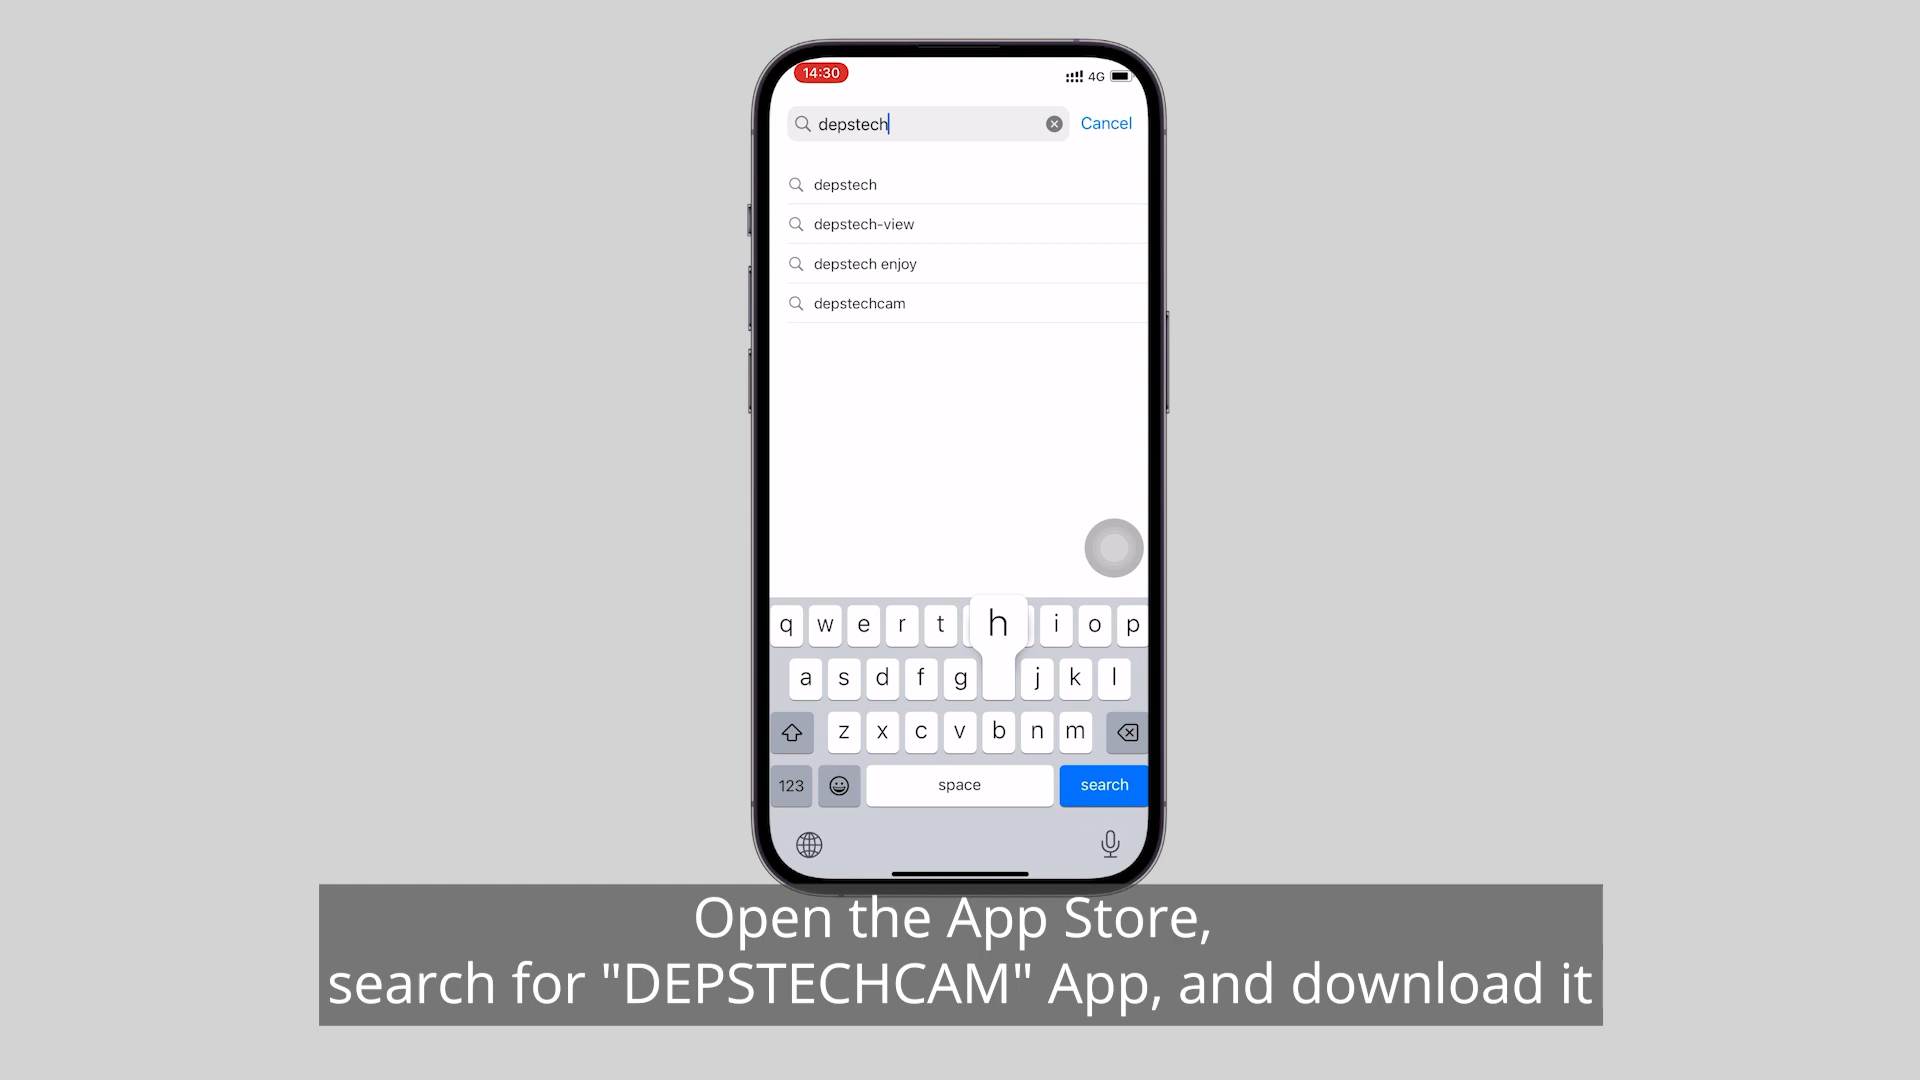 14:30
4G
depstech
Cancel
depstech
depstech-view
depstech enjoy
depstechcam
q w e r t h i o p
a s d f g j k l
z x c v b n m
123 space search
Open the App Store,
search for "DEPSTECHCAM" App, and download it